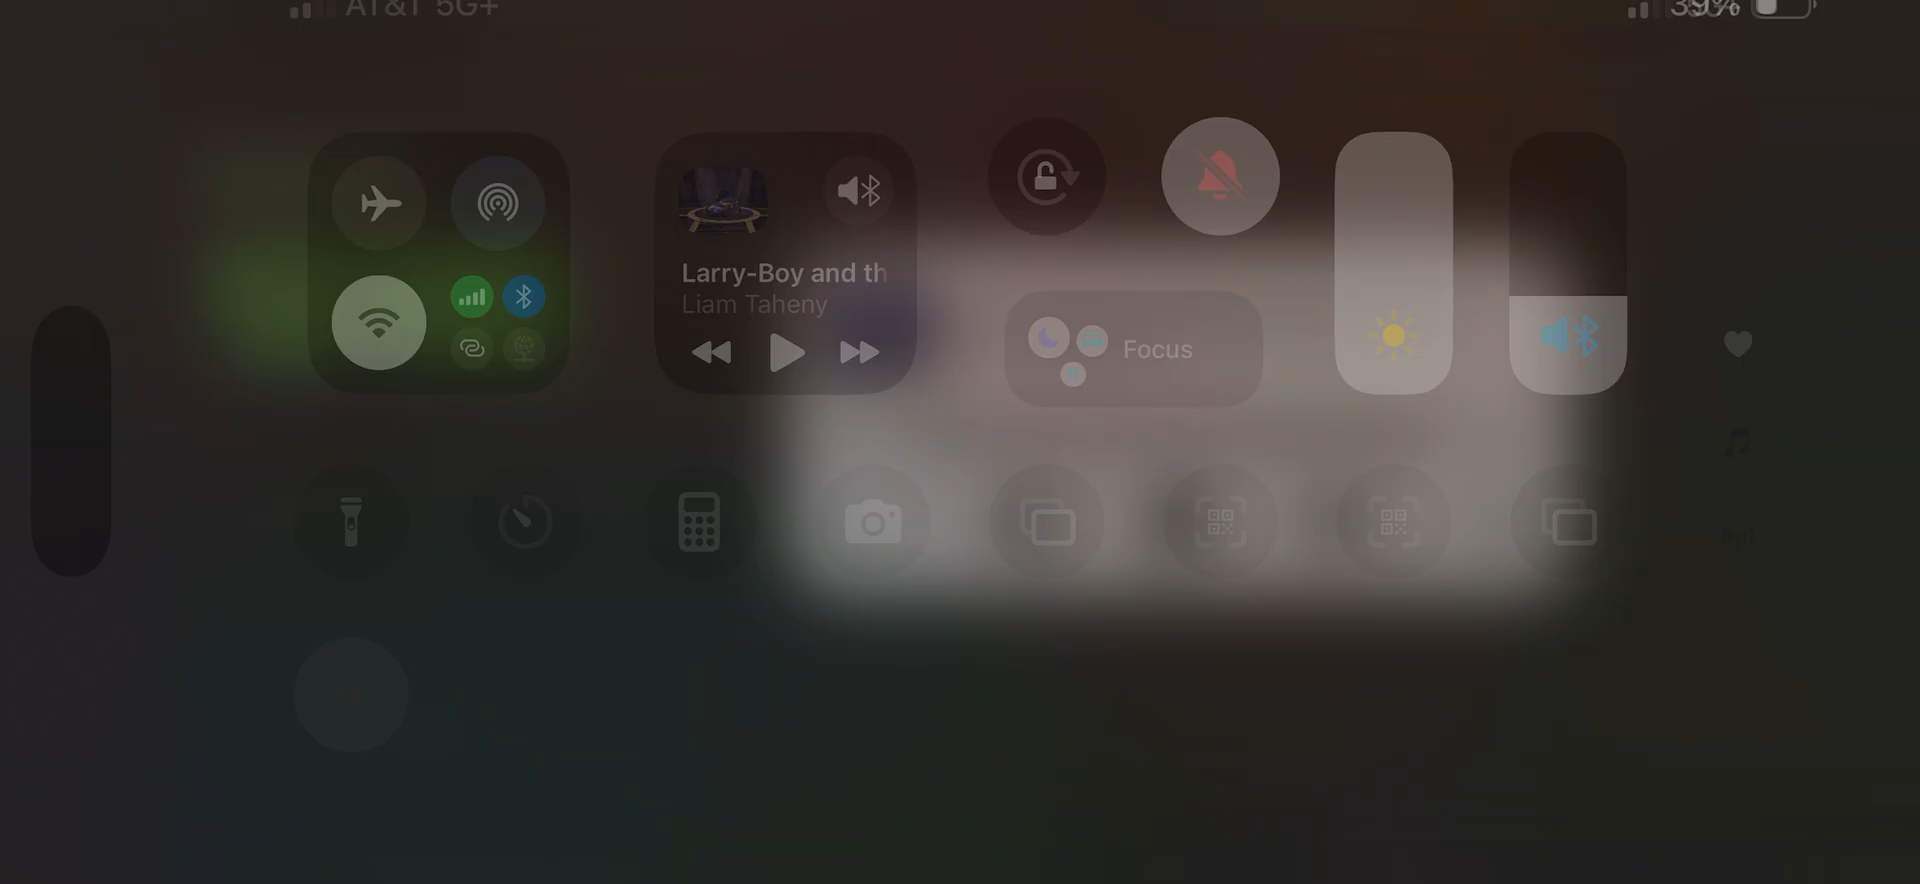 AT&T 5G+
39%
Larry-Boy and th
Liam Taheny
Focus